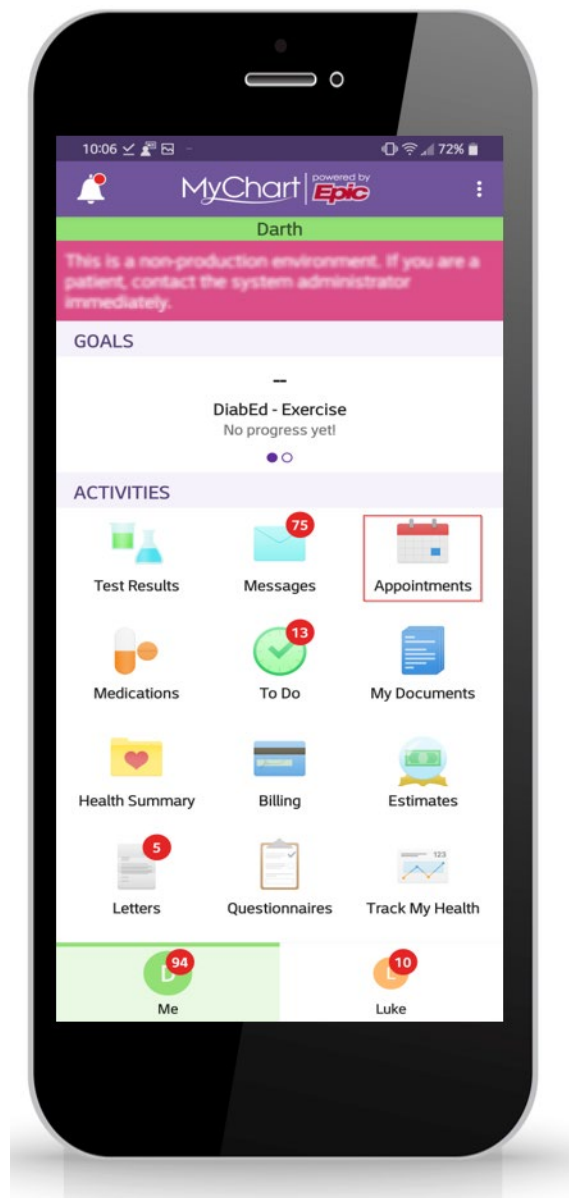 10:06
72%
MyChart powered by Epic
Darth
This is a non-production environment. If you are a
patient, contact the system administrator
immediately.
GOALS
--
DiabEd - Exercise
No progress yet!
ACTIVITIES
75
Test Results Messages Appointments
13
Medications To Do My Documents
Health Summary Billing Estimates
5
123
Letters Questionnaires Track My Health
D 94 L 10
Me Luke